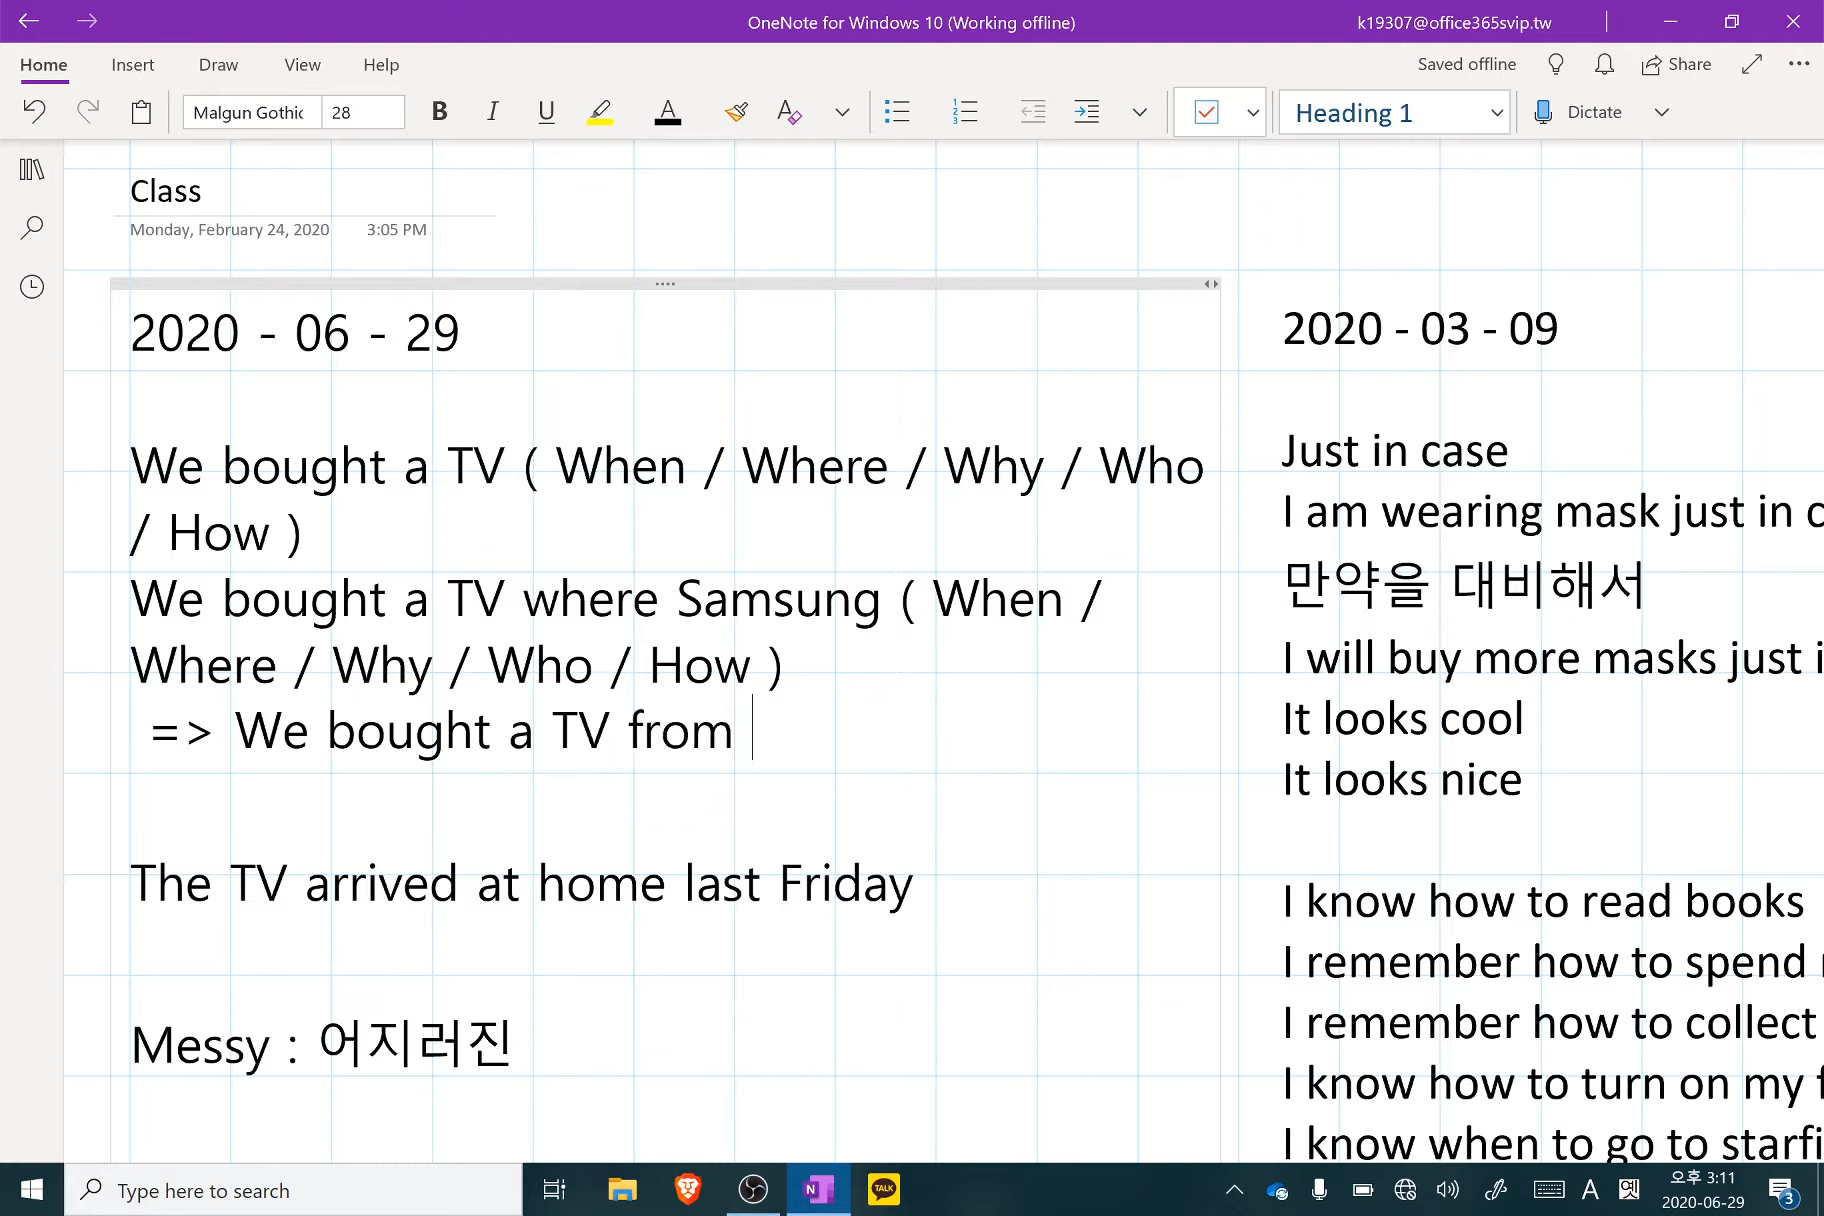 OneNote for Windows 10 (Working offline)
k19307@office365svip.tw
Home Insert Draw View Help
Saved offline
Share
Malgun Gothic 28
B I U A
Heading 1
Dictate
Class
Monday, February 24, 2020 3:05 PM
2020 - 06 - 29
We bought a TV ( When / Where / Why / Who
/ How )
We bought a TV where Samsung ( When /
Where / Why / Who / How )
=> We bought a TV from
The TV arrived at home last Friday
Messy : 어지러진
2020 - 03 - 09
Just in case
I am wearing mask just in c
만약을 대비해서
I will buy more masks just i
It looks cool
It looks nice
I know how to read books
I remember how to spend
I remember how to collect
I know how to turn on my f
I know when to go to starfi
Type here to search
N
TALK
A
오후 3:11
2020-06-29
3